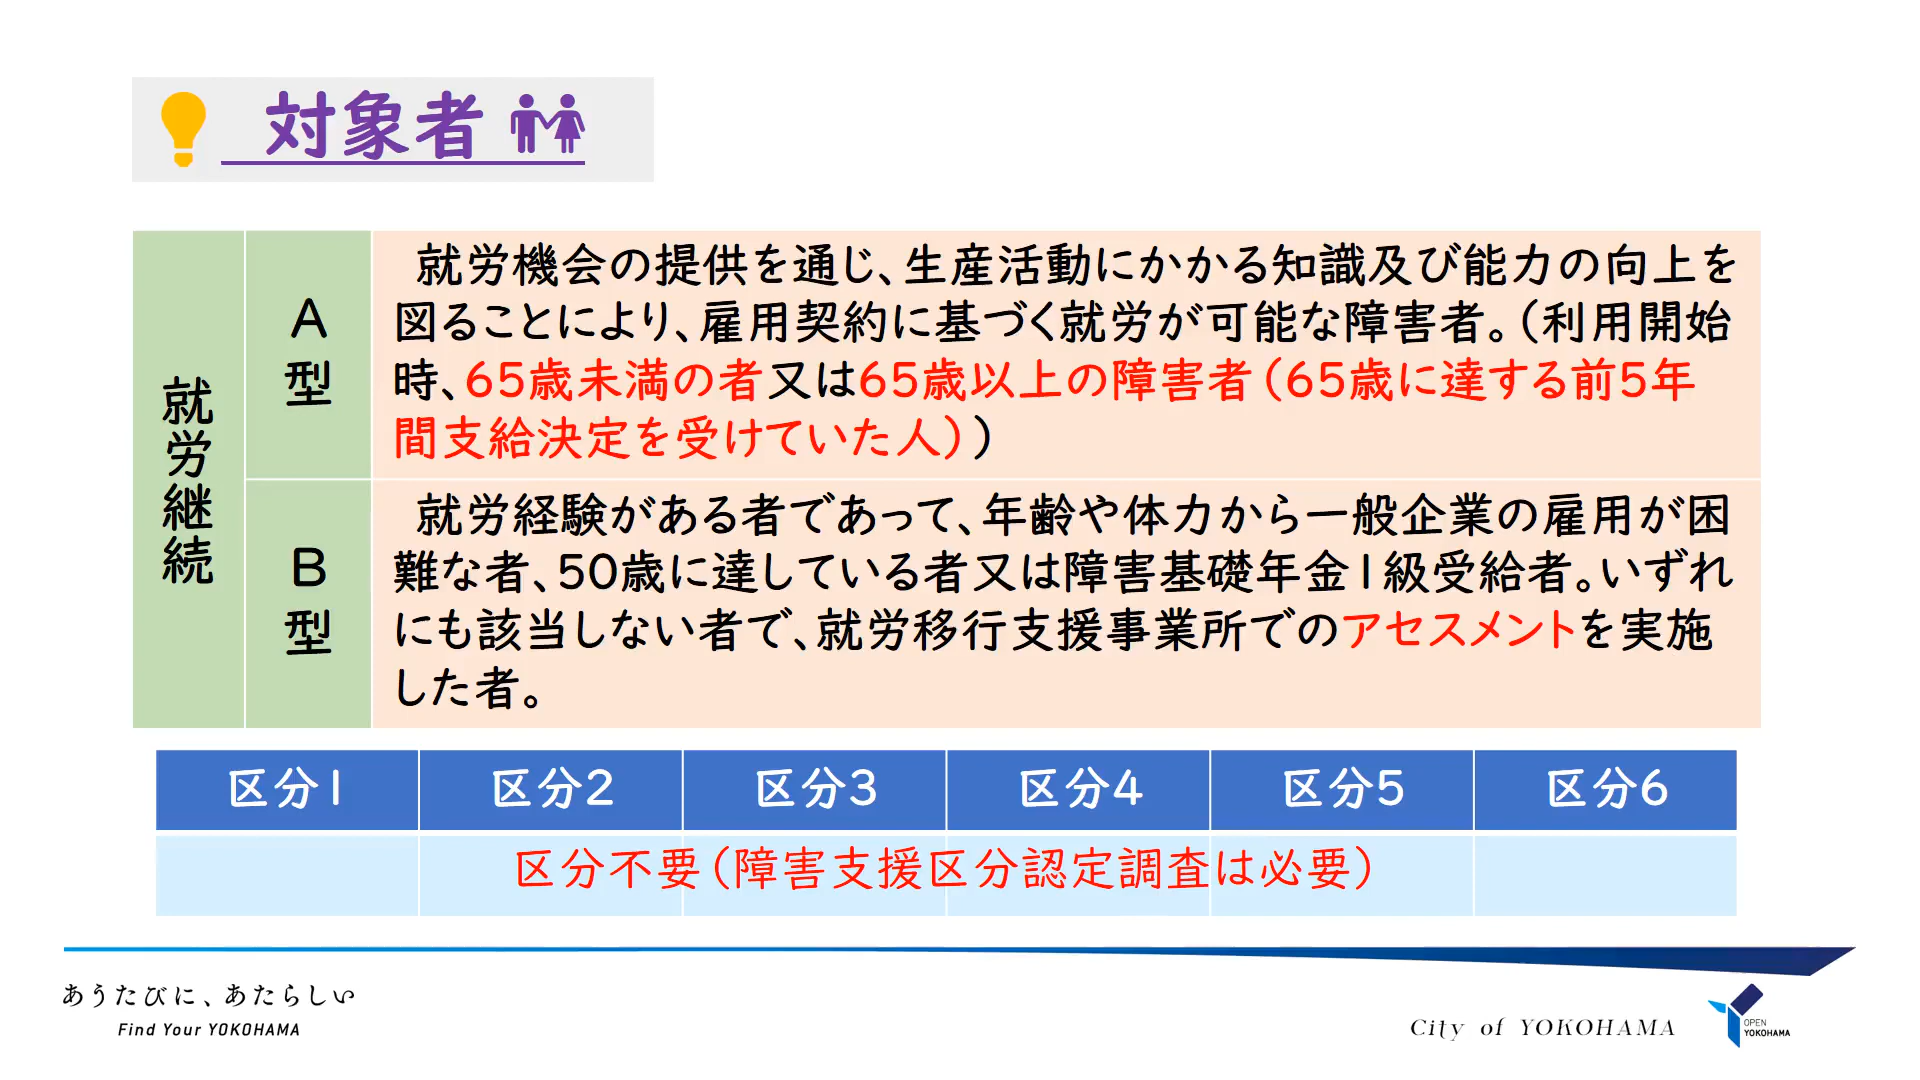 対象者
就労継続
A型
就労機会の提供を通じ、生産活動にかかる知識及び能力の向上を
図ることにより、雇用契約に基づく就労が可能な障害者。（利用開始
時、65歳未満の者又は65歳以上の障害者（65歳に達する前5年
間支給決定を受けていた人））
B型
就労経験がある者であって、年齢や体力から一般企業の雇用が困
難な者、50歳に達している者又は障害基礎年金1級受給者。いずれ
にも該当しない者で、就労移行支援事業所でのアセスメントを実施
した者。
区分1 区分2 区分3 区分4 区分5 区分6
区分不要（障害支援区分認定調査は必要）
あうたびに、あたらしい
Find Your YOKOHAMA
City of YOKOHAMA
OPEN
YOKOHAMA